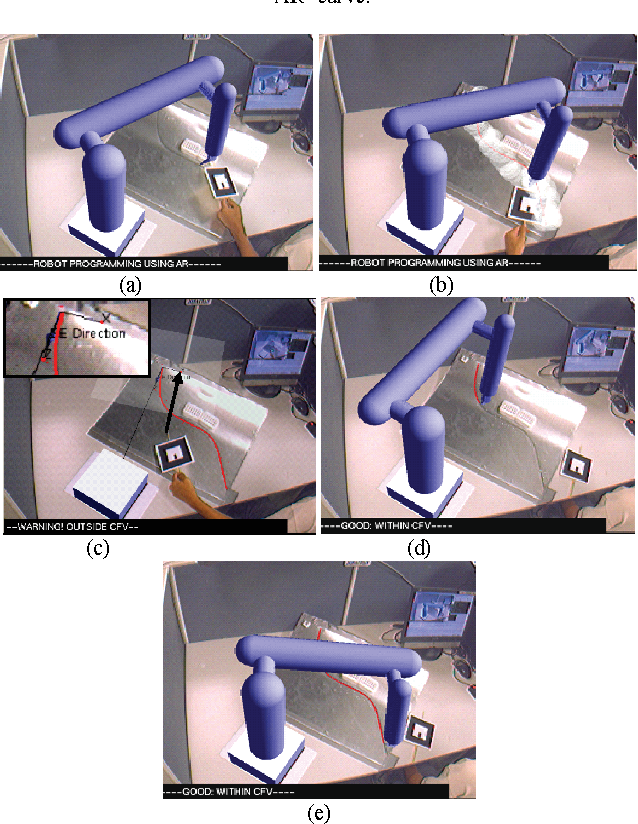 ------ROBOT PROGRAMMING USING AR------
------ROBOT PROGRAMMING USING AR------
(a)
(b)
X
EE Direction
Z
--WARNING! OUTSIDE CFV--
----GOOD: WITHIN CFV----
(c)
(d)
----GOOD: WITHIN CFV----
(e)